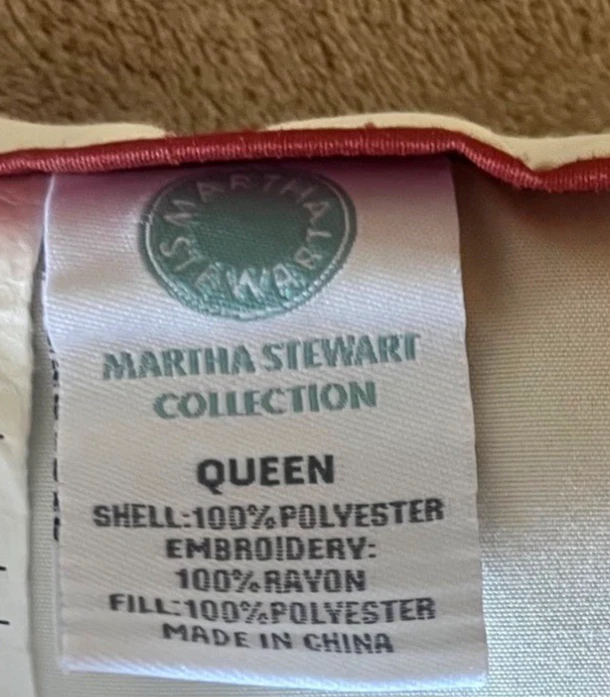 MARTHA
STEWART
MARTHA STEWART
COLLECTION
QUEEN
SHELL:100%POLYESTER
EMBROIDERY:
100%RAYON
FILL:100%POLYESTER
MADE IN CHINA